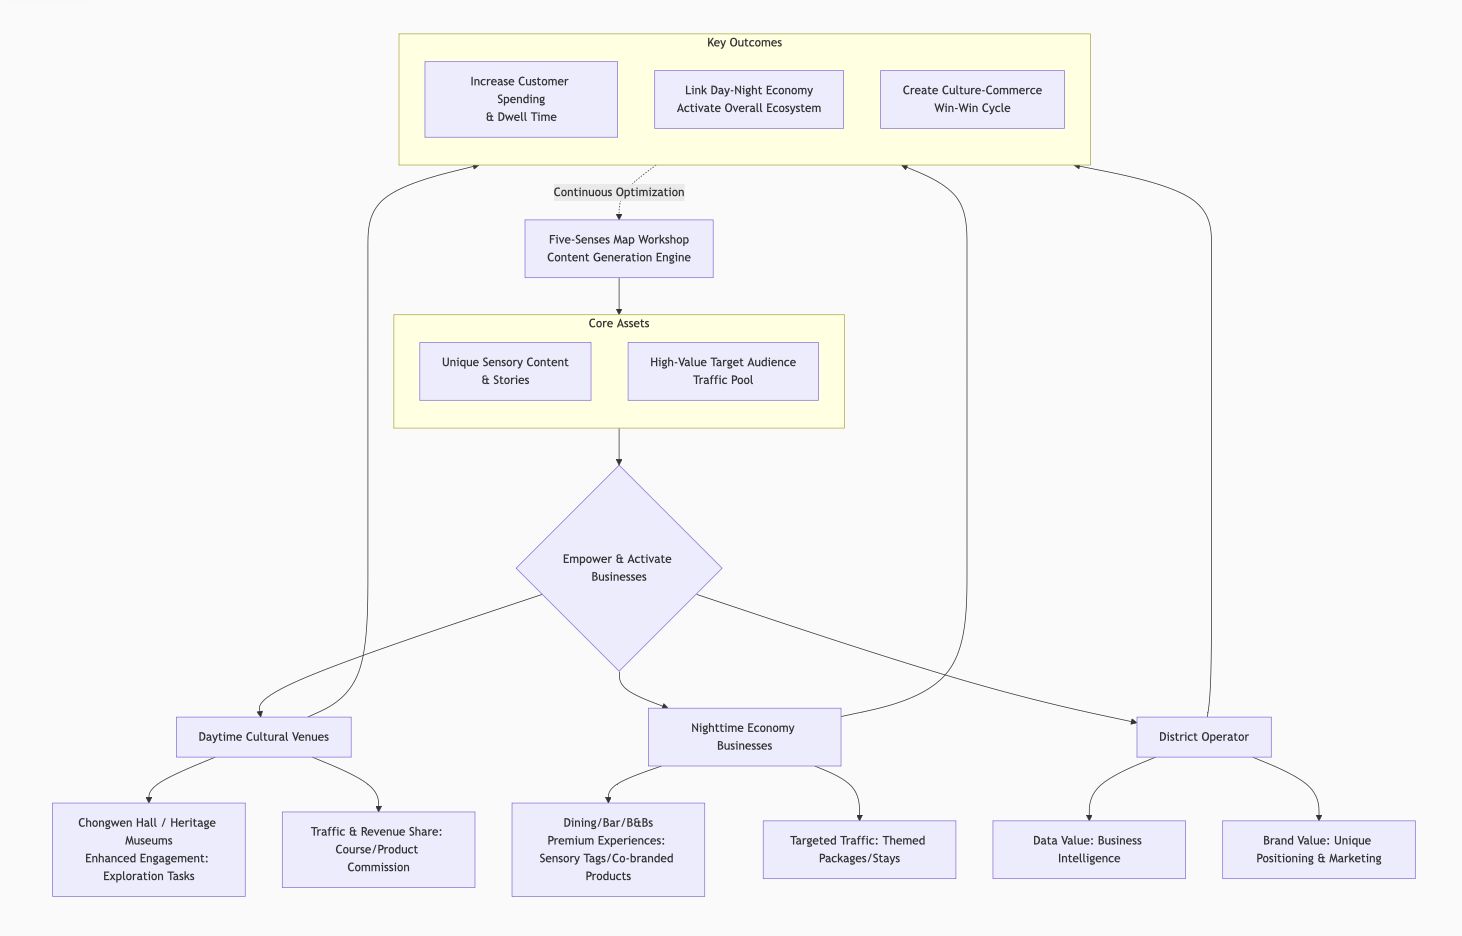 Key Outcomes
Increase Customer
Spending
& Dwell Time
Link Day-Night Economy
Activate Overall Ecosystem
Create Culture-Commerce
Win-Win Cycle
Continuous Optimization
Five-Senses Map Workshop
Content Generation Engine
Core Assets
Unique Sensory Content
& Stories
High-Value Target Audience
Traffic Pool
Empower & Activate
Businesses
Daytime Cultural Venues
Nighttime Economy
Businesses
District Operator
Chongwen Hall / Heritage
Museums
Enhanced Engagement:
Exploration Tasks
Traffic & Revenue Share:
Course/Product
Commission
Dining/Bar/B&Bs
Premium Experiences:
Sensory Tags/Co-branded
Products
Targeted Traffic: Themed
Packages/Stays
Data Value: Business
Intelligence
Brand Value: Unique
Positioning & Marketing